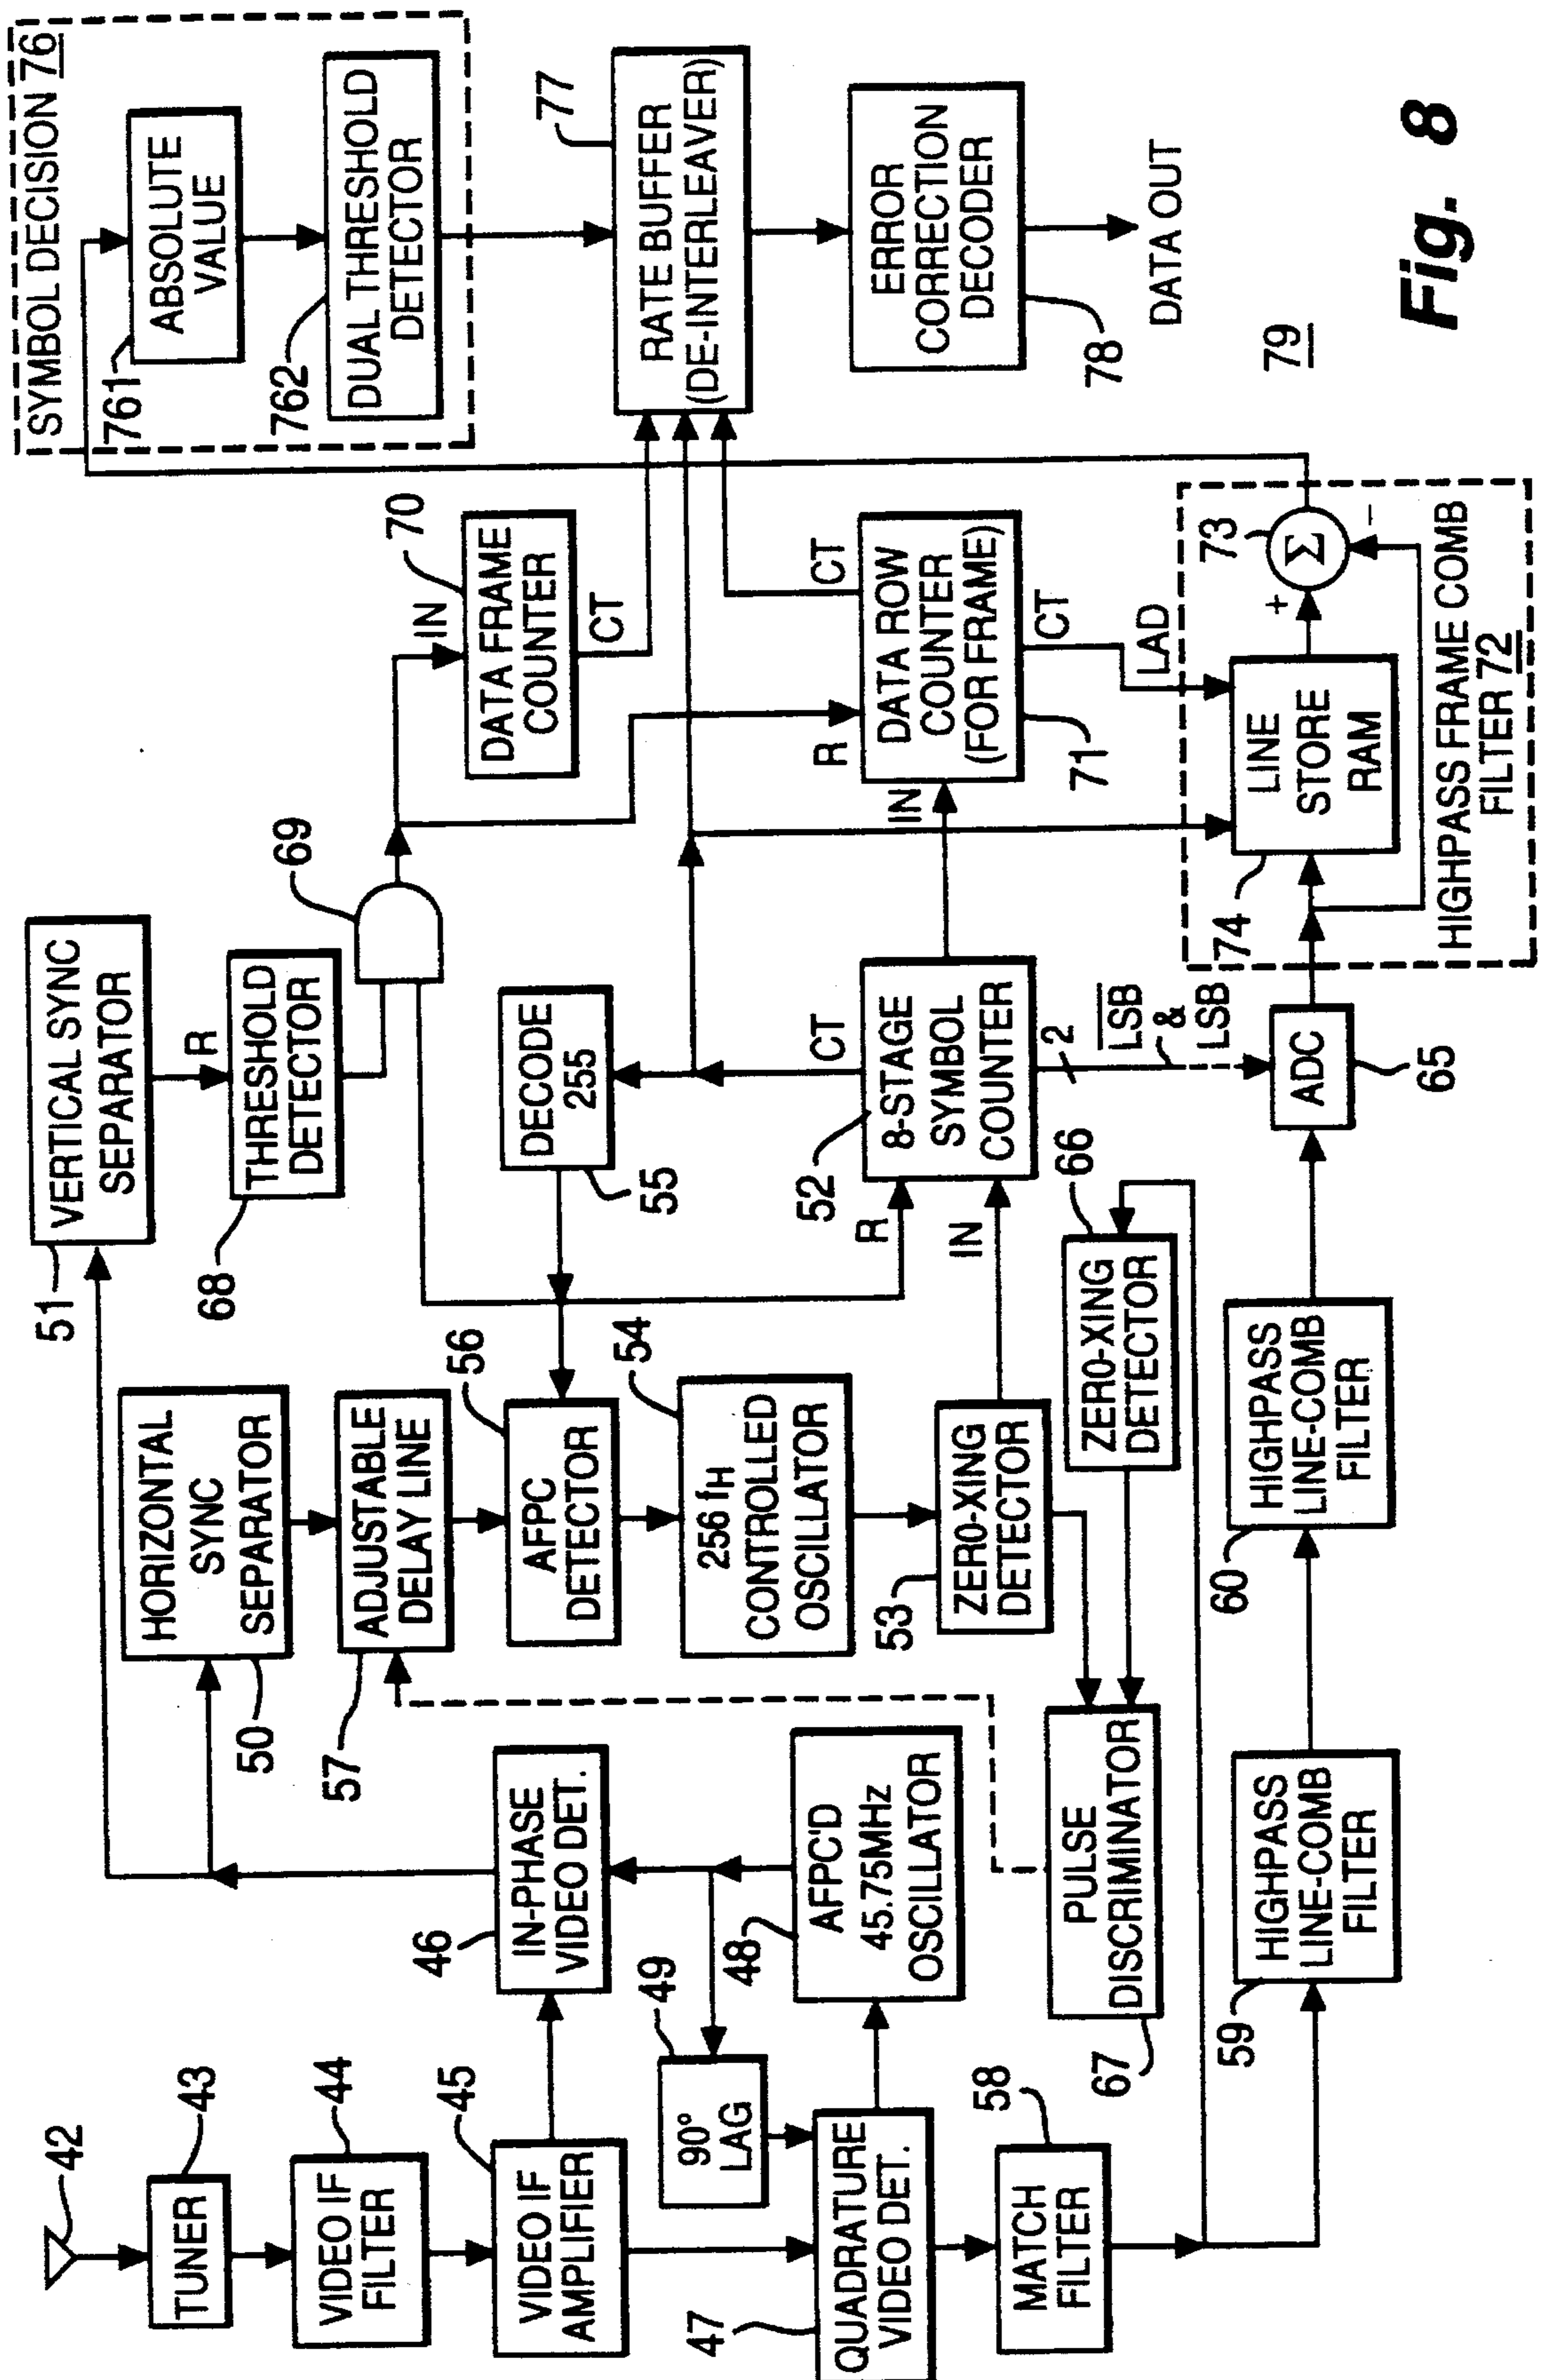 42
TUNER
43
VIDEO IF
FILTER
44
VIDEO IF
AMPLIFIER
45
IN-PHASE
VIDEO DET.
46
QUADRATURE
VIDEO DET.
47
AFPC'D
45.75MHz
OSCILLATOR
48
90°
LAG
49
MATCH
FILTER
58
HORIZONTAL
SYNC
SEPARATOR
50
VERTICAL SYNC
SEPARATOR
51
R
THRESHOLD
DETECTOR
68
69
ADJUSTABLE
DELAY LINE
57
AFPC
DETECTOR
56
256 fH
CONTROLLED
OSCILLATOR
54
ZERO-XING
DETECTOR
53
DECODE
255
55
R
IN
8-STAGE
SYMBOL
COUNTER
52
CT
2
LSB
&
LSB
ZERO-XING
DETECTOR
66
PULSE
DISCRIMINATOR
67
HIGHPASS
LINE-COMB
FILTER
59
HIGHPASS
LINE-COMB
FILTER
60
ADC
65
IN
DATA FRAME
COUNTER
70
CT
R
IN
DATA ROW
COUNTER
(FOR FRAME)
71
CT
CT
LAD
LINE
STORE
RAM
74
+
Σ
−
73
HIGHPASS FRAME COMB
FILTER 72
SYMBOL DECISION 76
ABSOLUTE
VALUE
761
DUAL THRESHOLD
DETECTOR
762
RATE BUFFER
(DE-INTERLEAVER)
77
ERROR
CORRECTION
DECODER
78
DATA OUT
79
Fig. 8